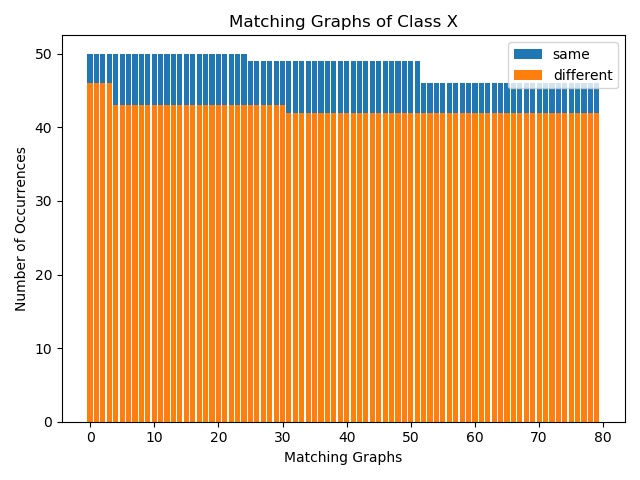 Matching Graphs of Class X
same
different
Number of Occurrences
50
40
30
20
10
0
0 10 20 30 40 50 60 70 80
Matching Graphs